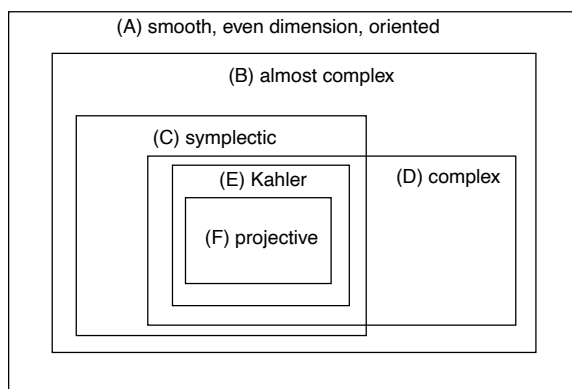 (A) smooth, even dimension, oriented
(B) almost complex
(C) symplectic
(E) Kahler
(D) complex
(F) projective